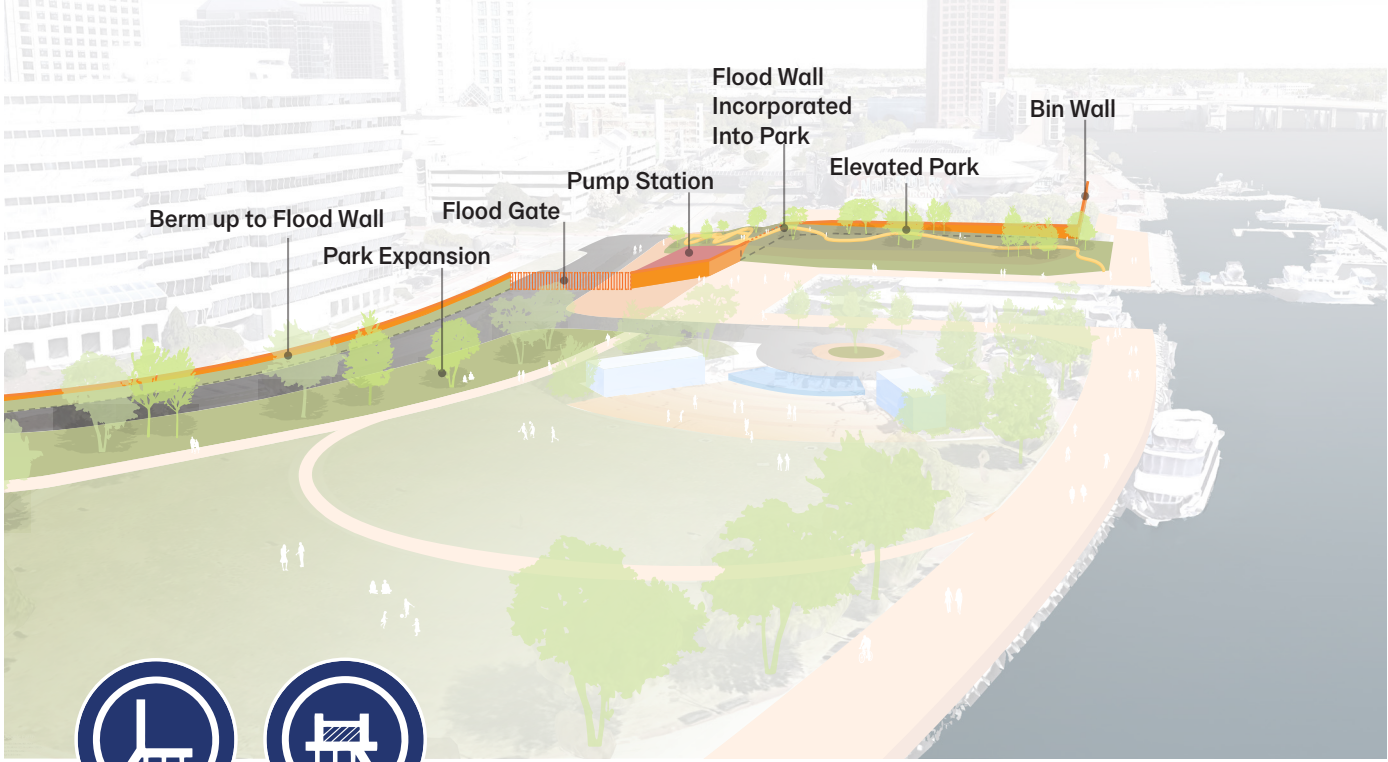 Flood Wall
Incorporated
Into Park
Bin Wall
Elevated Park
Pump Station
Flood Gate
Berm up to Flood Wall
Park Expansion